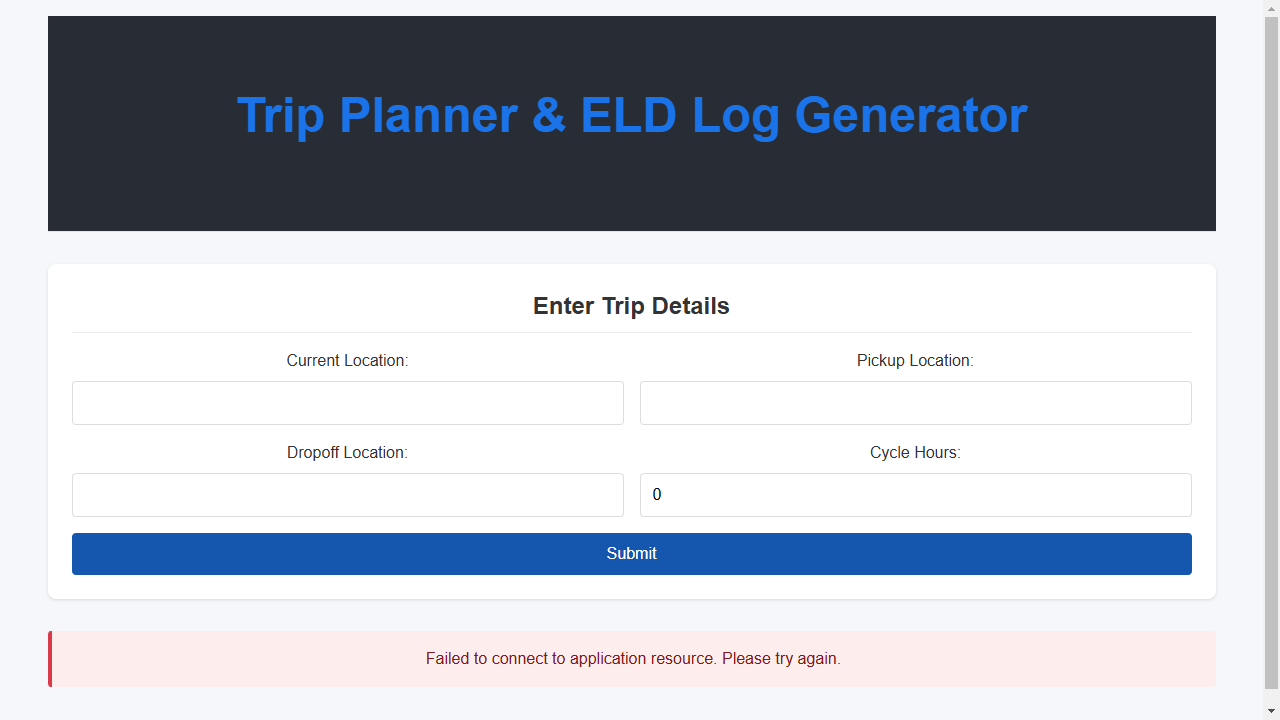 Trip Planner & ELD Log Generator
Enter Trip Details
Current Location:
Pickup Location:
Dropoff Location:
Cycle Hours:
0
Submit
Failed to connect to application resource. Please try again.